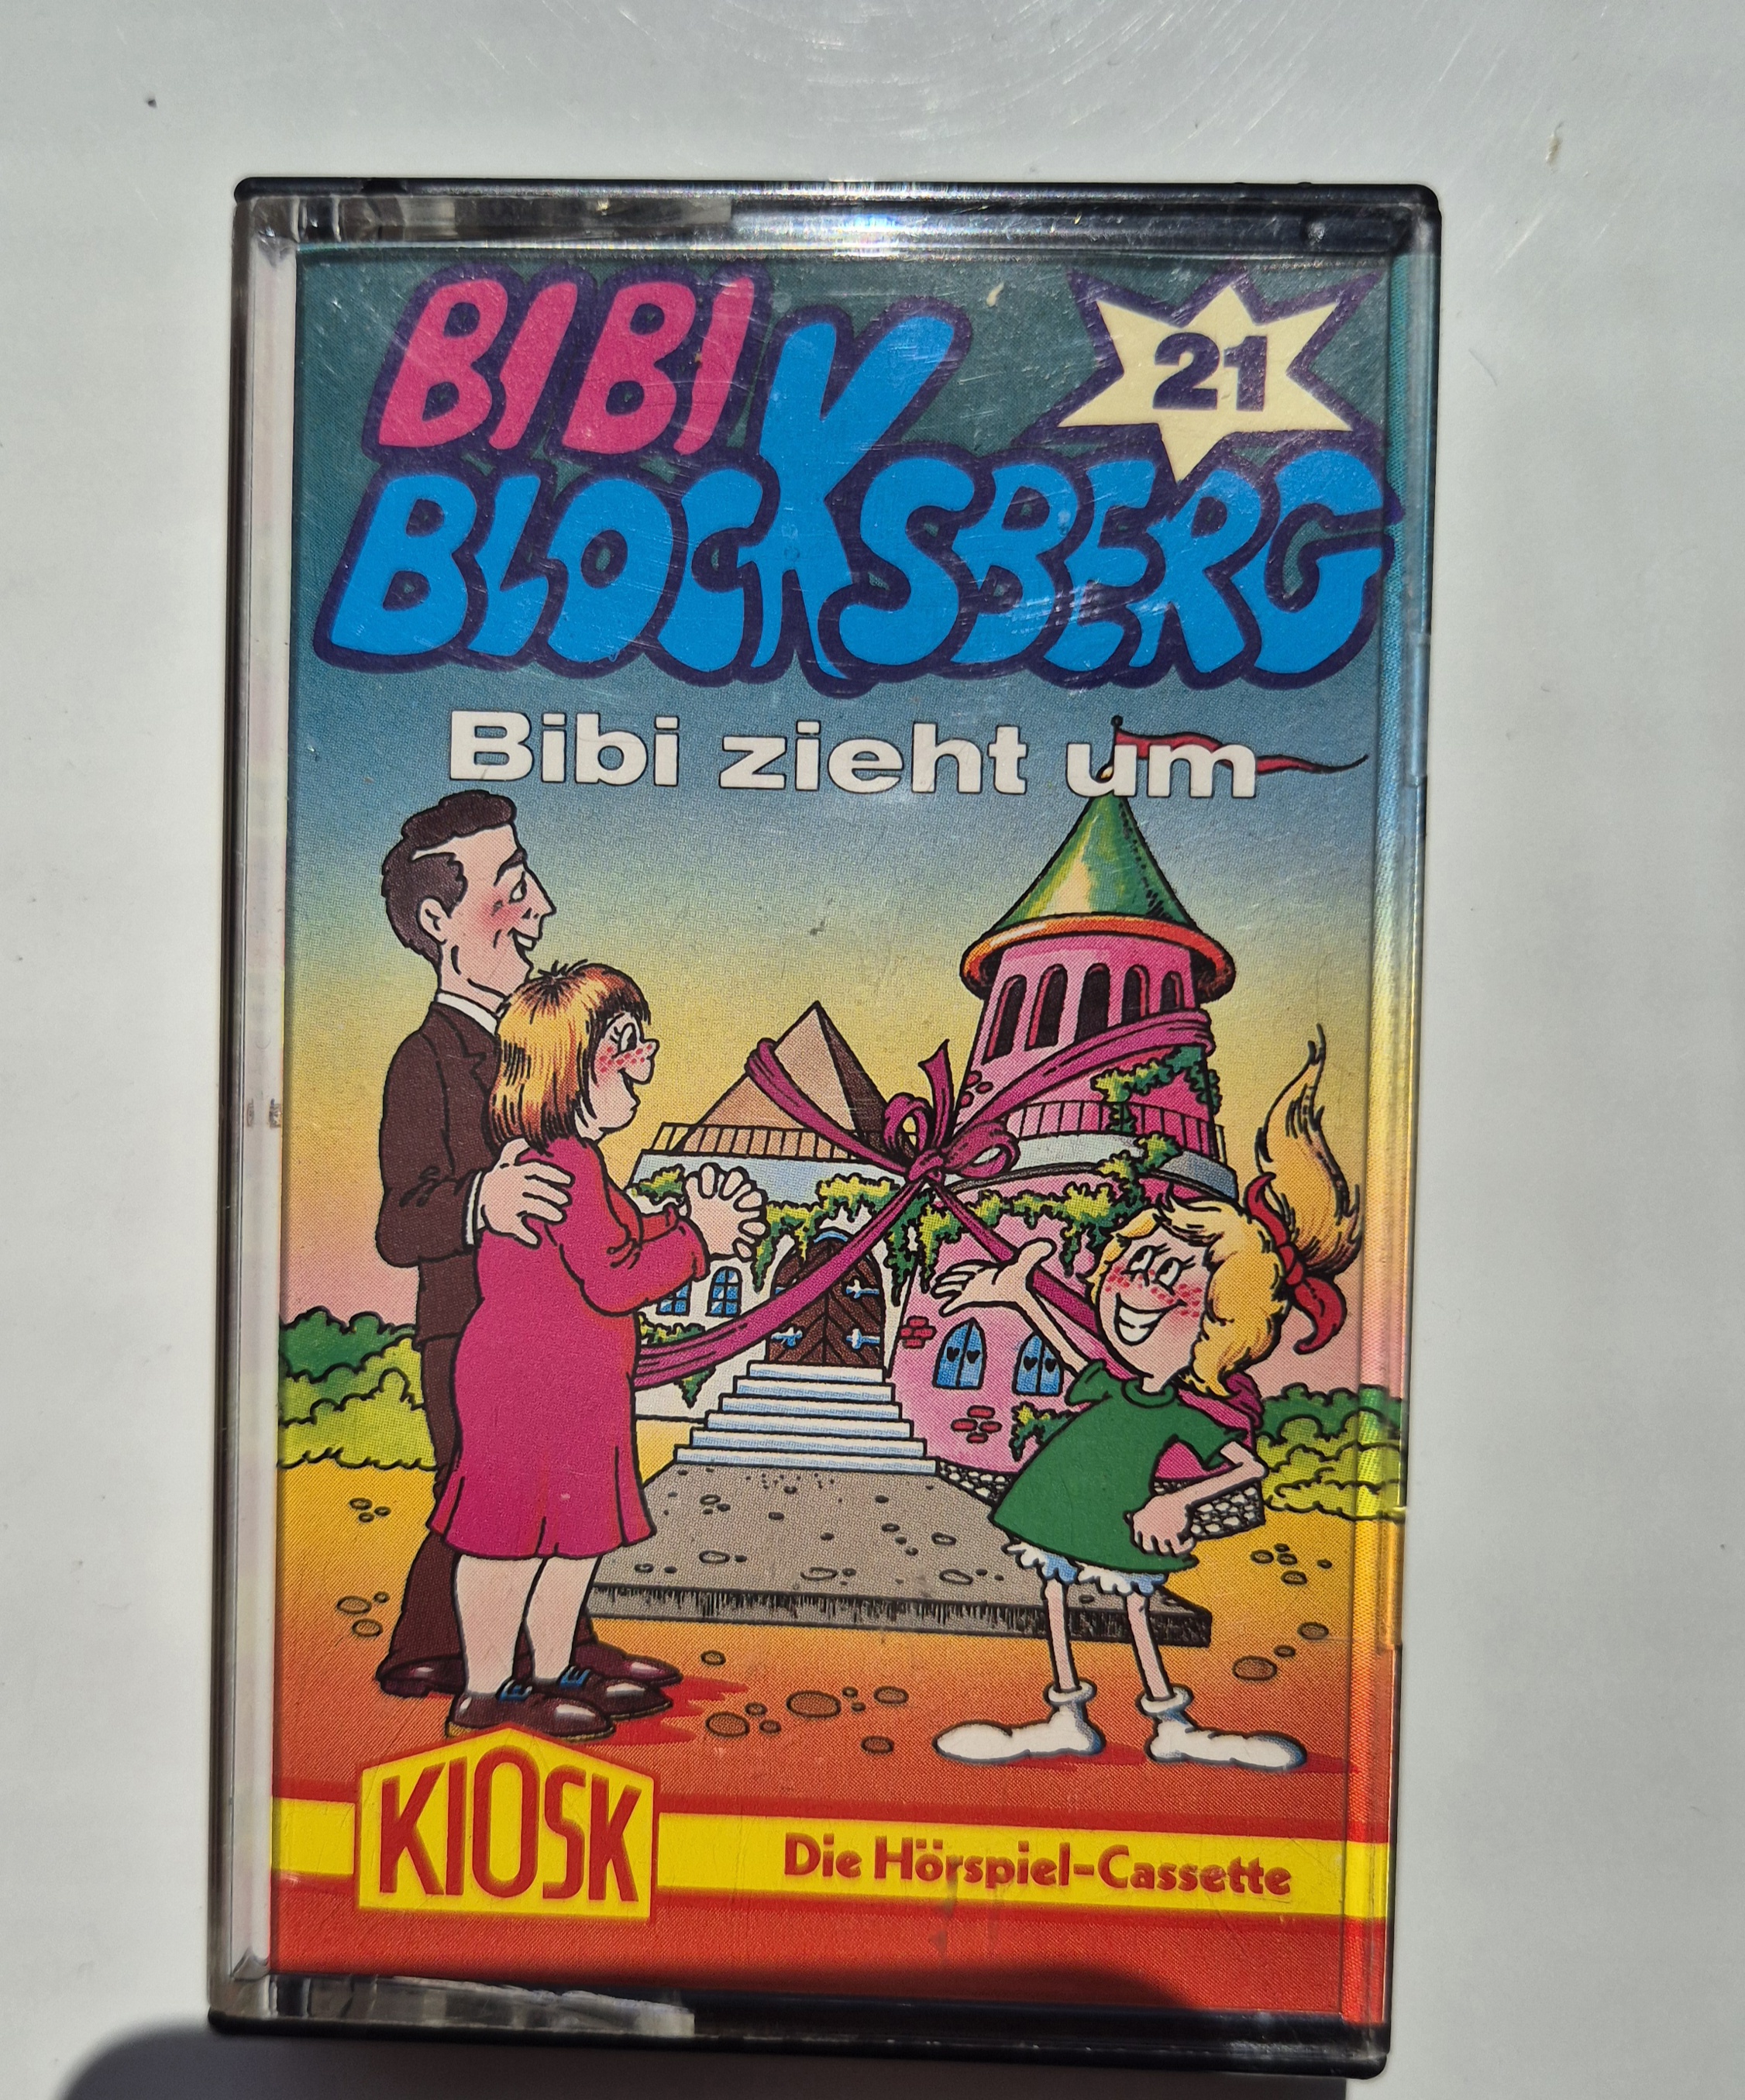 BIBI
21
BLOCKSBERG
Bibi zieht um
KIOSK
Die Hörspiel-Cassette